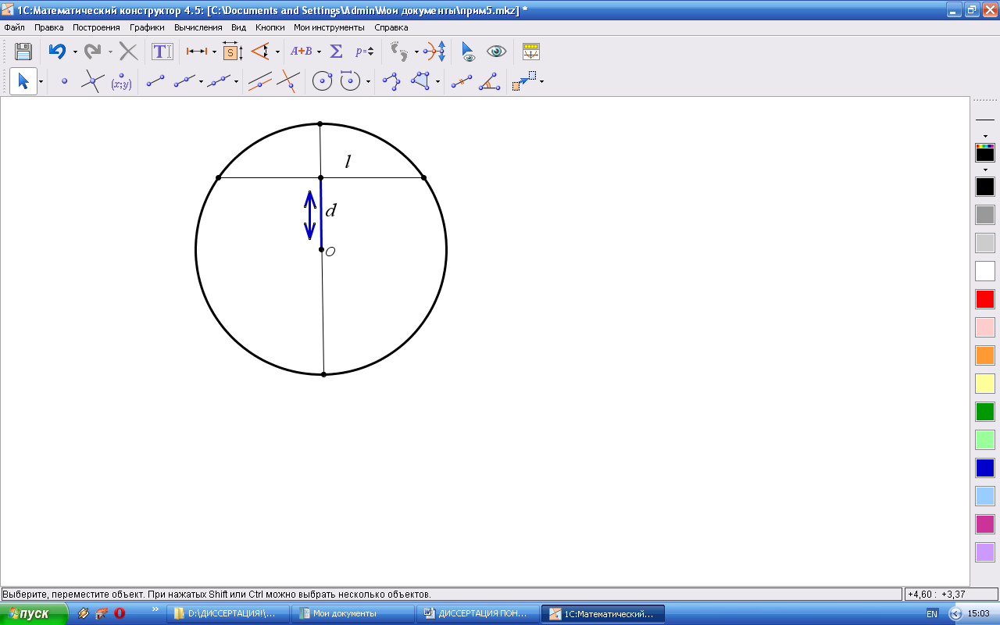 1С:Математический конструктор 4.5: [C:\Documents and Settings\Admin\Мои документы\прим5.mkz] *
Файл Правка Построения Графики Вычисления Вид Кнопки Мои инструменты Справка
T S A+B Σ P=
(x;y)
l
d
O
Выберите, переместите объект. При нажатых Shift или Ctrl можно выбрать несколько объектов.
+4,60 : +3,37
пуск
D:\ДИССЕРТАЦИЯ!\...
Мои документы
ДИССЕРТАЦИЯ ПОН...
1С:Математический...
EN
15:03